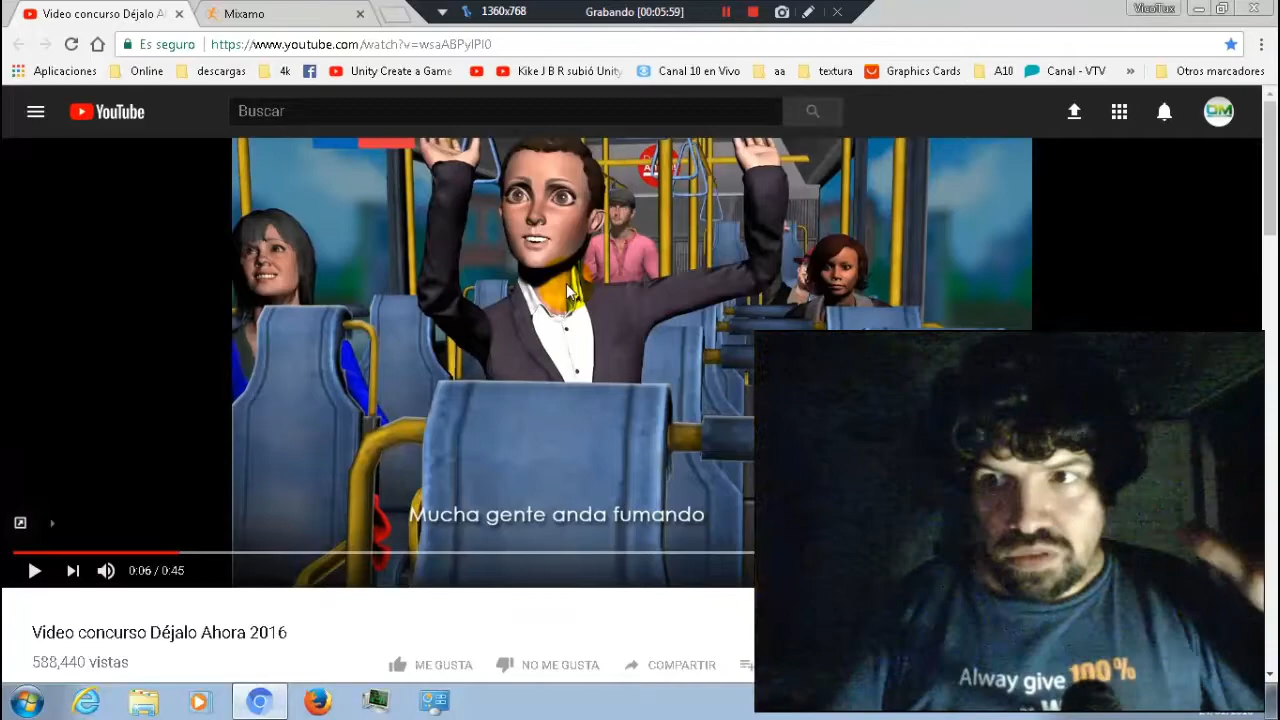 Video concurso Déjalo A
Mixamo
1360x768
Grabando [00:05:59]
VicoTux
Es seguro
https://www.youtube.com/watch?v=wsaABPyIPI0
Aplicaciones
Online
descargas
4k
Unity Create a Game
Kike J B R subió Unity
Canal 10 en Vivo
aa
textura
Graphics Cards
A10
Canal - VTV
»
Otros marcadores
YouTube
Buscar
Mucha gente anda fumando
0:06 / 0:45
Video concurso Déjalo Ahora 2016
588,440 vistas
ME GUSTA
NO ME GUSTA
COMPARTIR
Alway give 100%